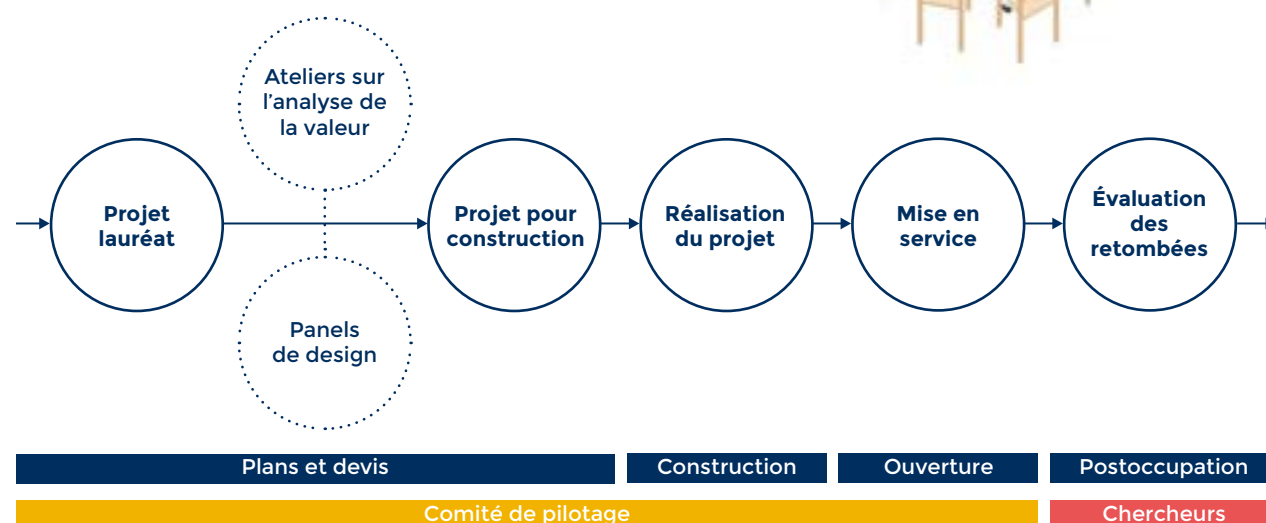 Ateliers sur
l'analyse de
la valeur
Projet
lauréat
Projet pour
construction
Réalisation
du projet
Mise en
service
Évaluation
des
retombées
Panels
de design
Plans et devis
Construction
Ouverture
Postoccupation
Comité de pilotage
Chercheurs